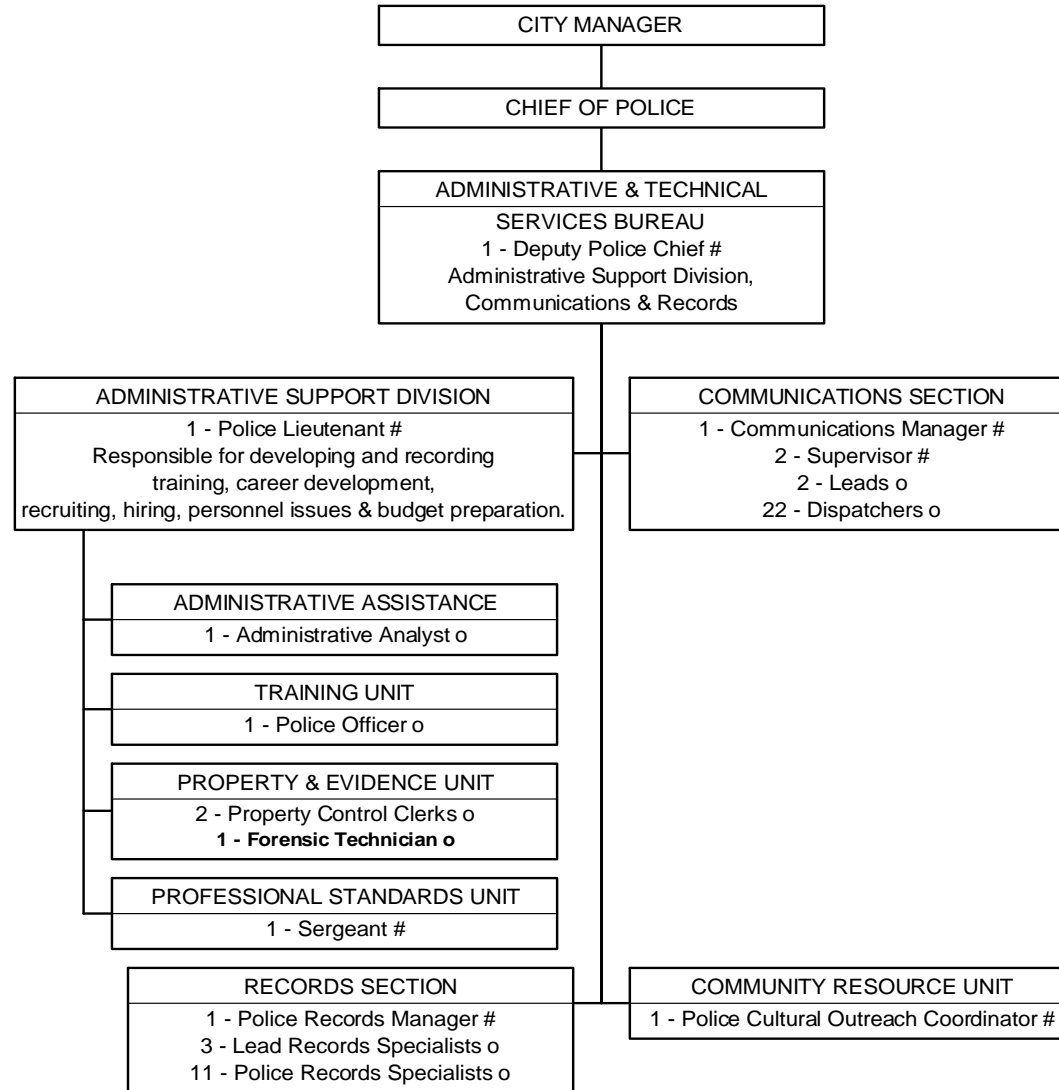 CITY MANAGER
CHIEF OF POLICE
ADMINISTRATIVE & TECHNICAL
SERVICES BUREAU
1 - Deputy Police Chief #
Administrative Support Division,
Communications & Records
ADMINISTRATIVE SUPPORT DIVISION
1 - Police Lieutenant #
Responsible for developing and recording
training, career development,
recruiting, hiring, personnel issues & budget preparation.
COMMUNICATIONS SECTION
1 - Communications Manager #
2 - Supervisor #
2 - Leads o
22 - Dispatchers o
ADMINISTRATIVE ASSISTANCE
1 - Administrative Analyst o
TRAINING UNIT
1 - Police Officer o
PROPERTY & EVIDENCE UNIT
2 - Property Control Clerks o
1 - Forensic Technician o
PROFESSIONAL STANDARDS UNIT
1 - Sergeant #
RECORDS SECTION
1 - Police Records Manager #
3 - Lead Records Specialists o
11 - Police Records Specialists o
COMMUNITY RESOURCE UNIT
1 - Police Cultural Outreach Coordinator #